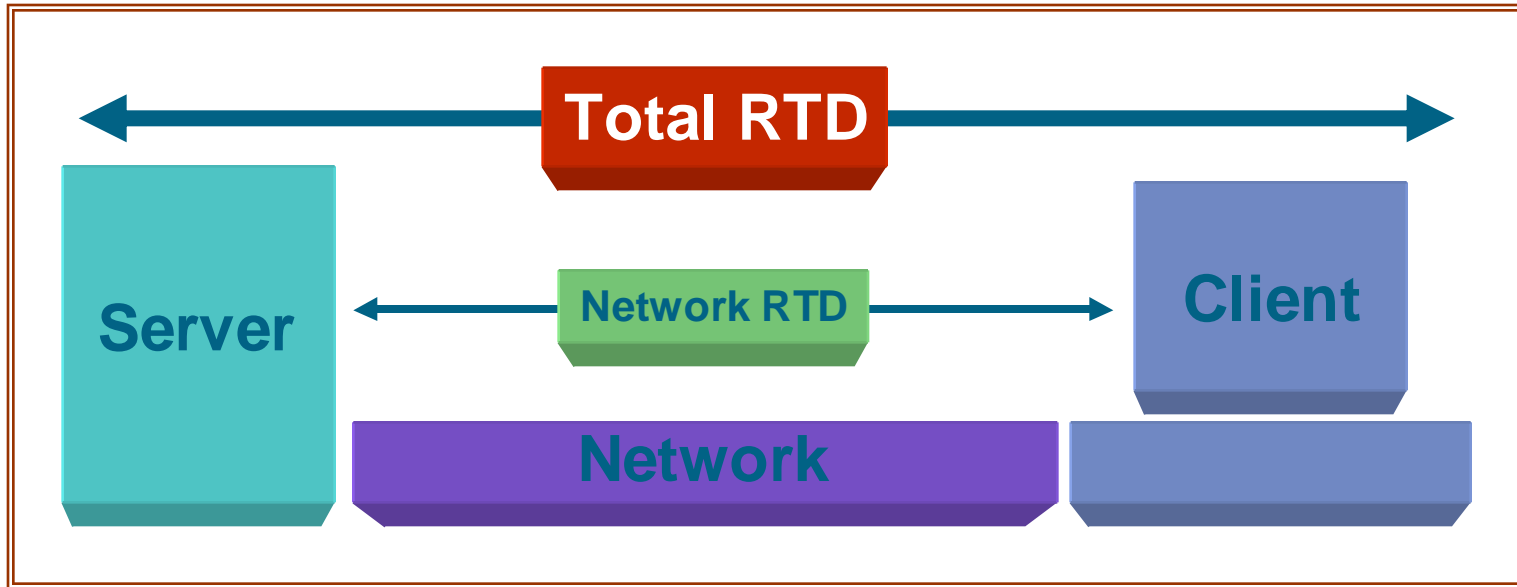 Total RTD
Server
Network RTD
Client
Network